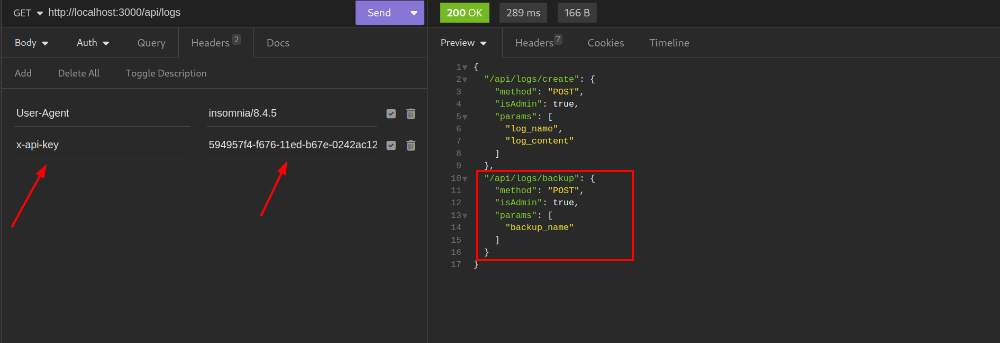 GET http://localhost:3000/api/logs Send
200 OK 289 ms 166 B
Body Auth Query Headers 2 Docs
Add Delete All Toggle Description
User-Agent insomnia/8.4.5
x-api-key 594957f4-f676-11ed-b67e-0242ac12
Preview Headers 7 Cookies Timeline
1 {
2 "/api/logs/create": {
3 "method": "POST",
4 "isAdmin": true,
5 "params": [
6 "log_name",
7 "log_content"
8 ]
9 },
10 "/api/logs/backup": {
11 "method": "POST",
12 "isAdmin": true,
13 "params": [
14 "backup_name"
15 ]
16 }
17 }